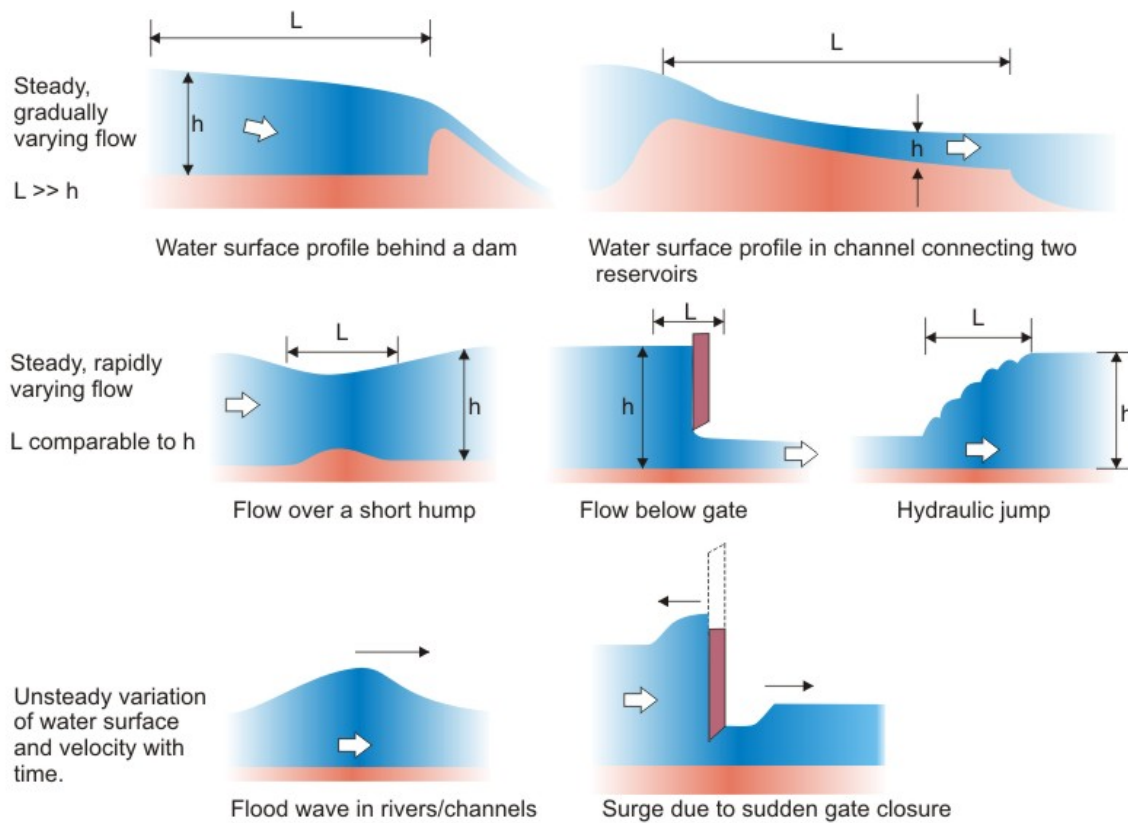 L
L
Steady,
gradually
varying flow
h
h
L >> h
Water surface profile behind a dam
Water surface profile in channel connecting two
reservoirs
L
L
L
Steady, rapidly
varying flow
h
h
h
L comparable to h
Flow over a short hump
Flow below gate
Hydraulic jump
Unsteady variation
of water surface
and velocity with
time.
Flood wave in rivers/channels
Surge due to sudden gate closure